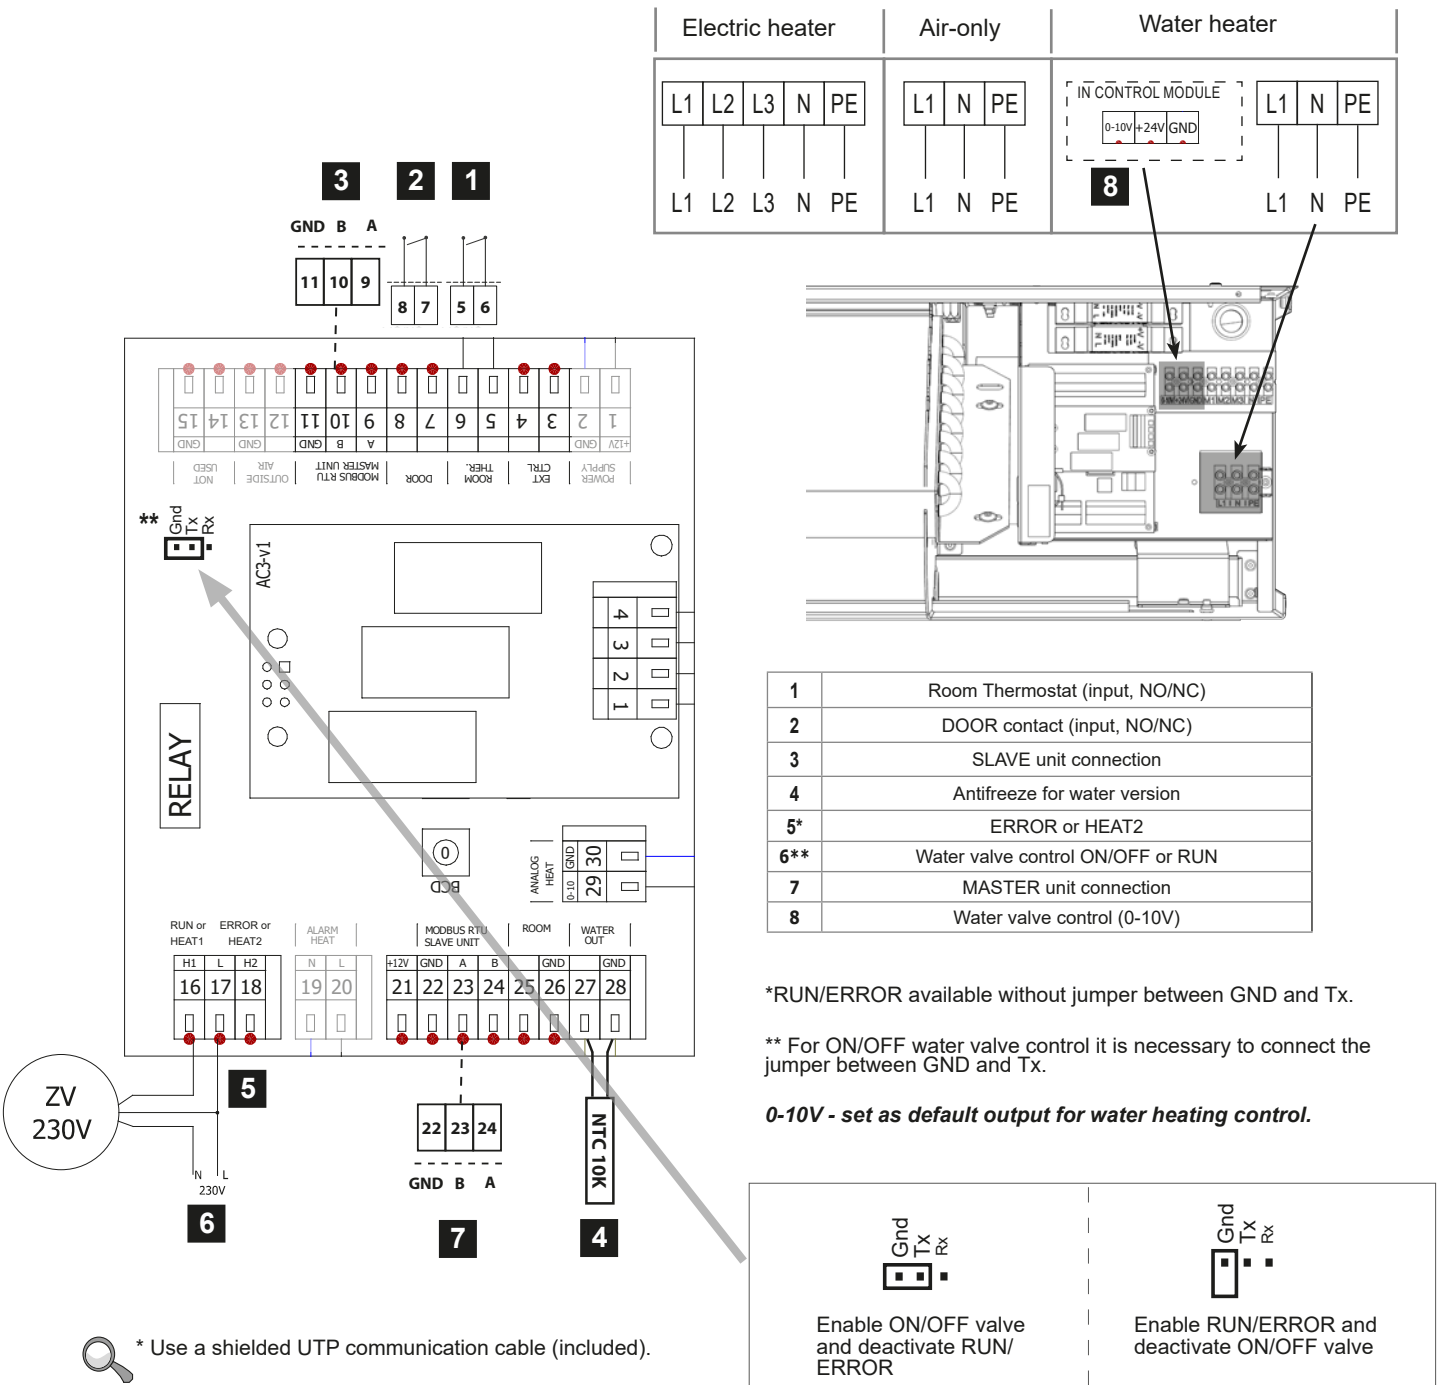 Electric heater
Air-only
Water heater
L1 L2 L3 N PE
L1 N PE
IN CONTROL MODULE
0-10V +24V GND
L1 N PE
8
L1 L2 L3 N PE
L1 N PE
L1 N PE
3
2
1
GND B A
11 10 9
8 7
5 6
15 14 13 12 11 10 9 8 7 6 5 4 3 2 1
GND GND GND B A GND +12V
NOT USED
OUTSIDE AIR
MODBUS RTU MASTER UNIT
DOOR
ROOM THER.
EXT CTRL
POWER SUPPLY
**
Gnd
Tx
Rx
AC3-v1
4
3
2
1
RELAY
0
BCD
ANALOG
HEAT
0-10 GND
29 30
M1 M2 M3 N PE
L1 N PE
RUN or
HEAT1
ERROR or
HEAT2
ALARM
HEAT
MODBUS RTU
SLAVE UNIT
ROOM
WATER
OUT
H1 L H2
N L
+12V GND A B GND GND
16 17 18
19 20
21 22 23 24 25 26 27 28
5
ZV
230V
N L
230V
6
22 23 24
GND B A
7
NTC 10K
4
1 Room Thermostat (input, NO/NC)
2 DOOR contact (input, NO/NC)
3 SLAVE unit connection
4 Antifreeze for water version
5* ERROR or HEAT2
6** Water valve control ON/OFF or RUN
7 MASTER unit connection
8 Water valve control (0-10V)
*RUN/ERROR available without jumper between GND and Tx.
** For ON/OFF water valve control it is necessary to connect the
jumper between GND and Tx.
0-10V - set as default output for water heating control.
Gnd
Tx
Rx
Enable ON/OFF valve
and deactivate RUN/
ERROR
Gnd
Tx
Rx
Enable RUN/ERROR and
deactivate ON/OFF valve
* Use a shielded UTP communication cable (included).